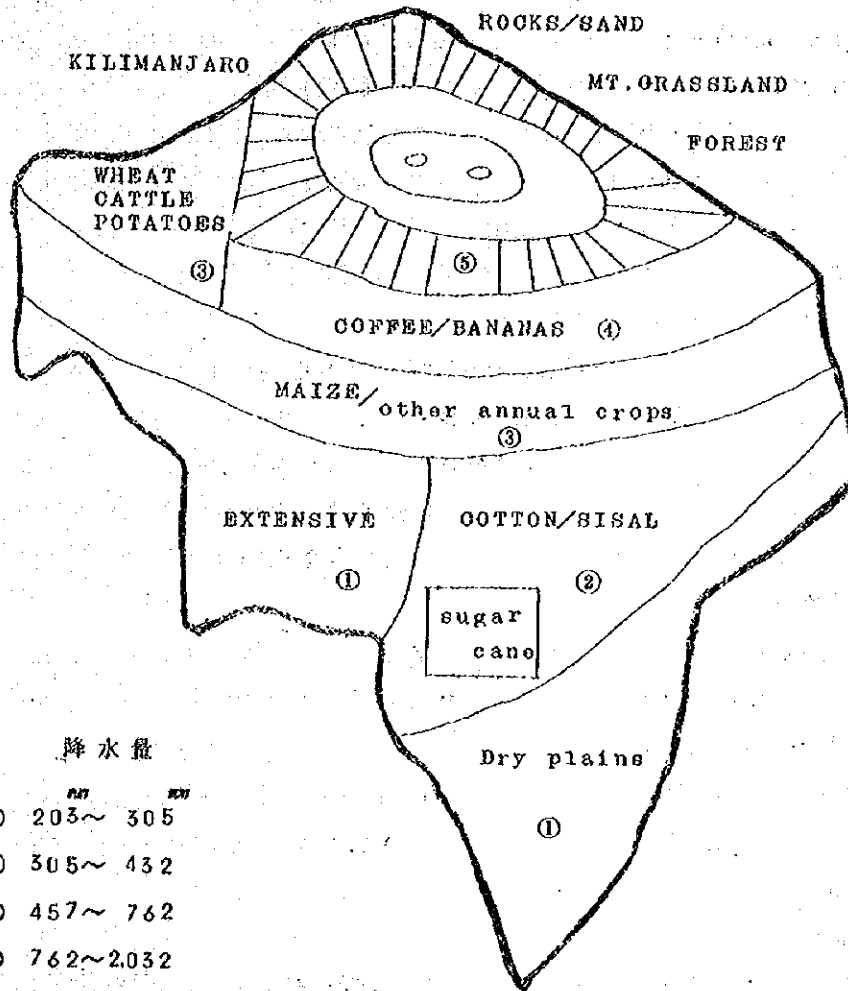 ROCKS/SAND
KILIMANJARO
MT.GRASSLAND
FOREST
WHEAT
CATTLE
POTATOES
③
⑤
COFFEE/BANANAS ④
MAIZE/other annual crops
③
EXTENSIVE
COTTON/SISAL
①
②
sugar
cane
Dry plains
①
降水量
mm mm
203～ 305
305～ 432
457～ 762
762～2,032